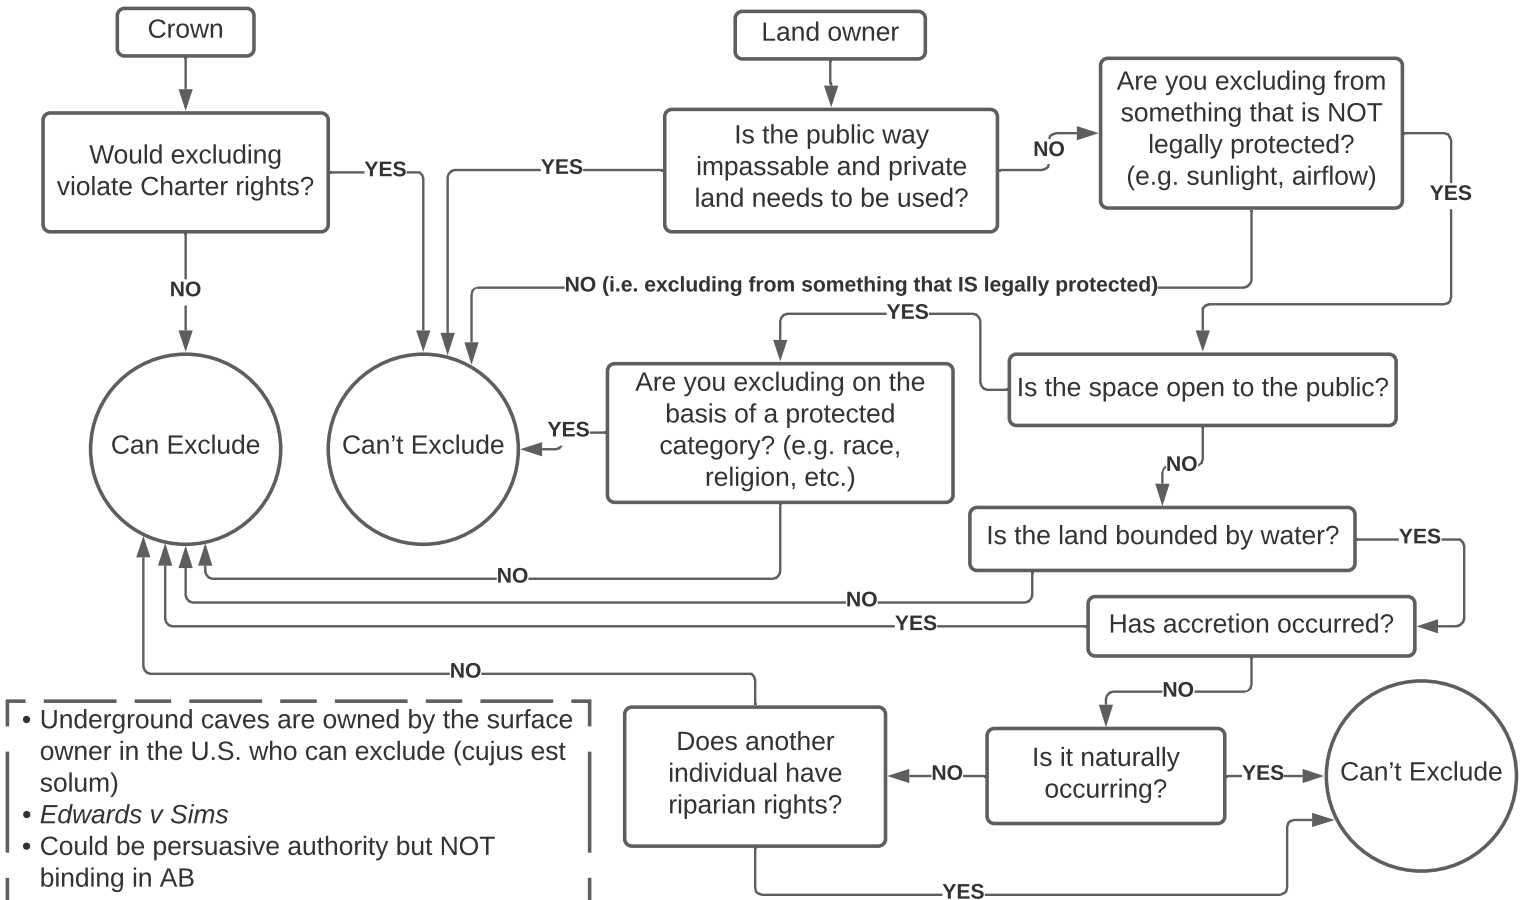 Crown
Land owner
Would excluding
violate Charter rights?
YES
NO
Is the public way
impassable and private
land needs to be used?
YES
NO
Are you excluding from
something that is NOT
legally protected?
(e.g. sunlight, airflow)
YES
NO (i.e. excluding from something that IS legally protected)
Is the space open to the public?
YES
NO
Are you excluding on the
basis of a protected
category? (e.g. race,
religion, etc.)
YES
NO
Can Exclude
Can't Exclude
Is the land bounded by water?
YES
NO
Has accretion occurred?
YES
NO
Is it naturally
occurring?
YES
NO
Can't Exclude
Does another
individual have
riparian rights?
NO
YES
• Underground caves are owned by the surface
owner in the U.S. who can exclude (cujus est
solum)
• Edwards v Sims
• Could be persuasive authority but NOT
binding in AB